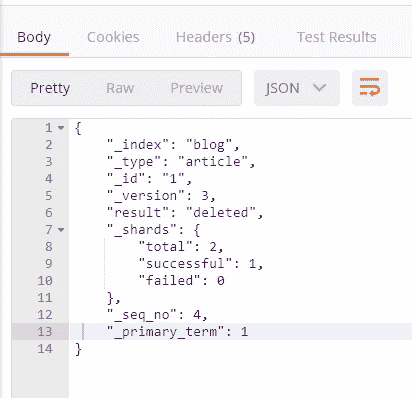 Body Cookies Headers (5) Test Results
Pretty Raw Preview JSON
1 {
2 "_index": "blog",
3 "_type": "article",
4 "_id": "1",
5 "_version": 3,
6 "result": "deleted",
7 "_shards": {
8 "total": 2,
9 "successful": 1,
10 "failed": 0
11 },
12 "_seq_no": 4,
13 "_primary_term": 1
14 }